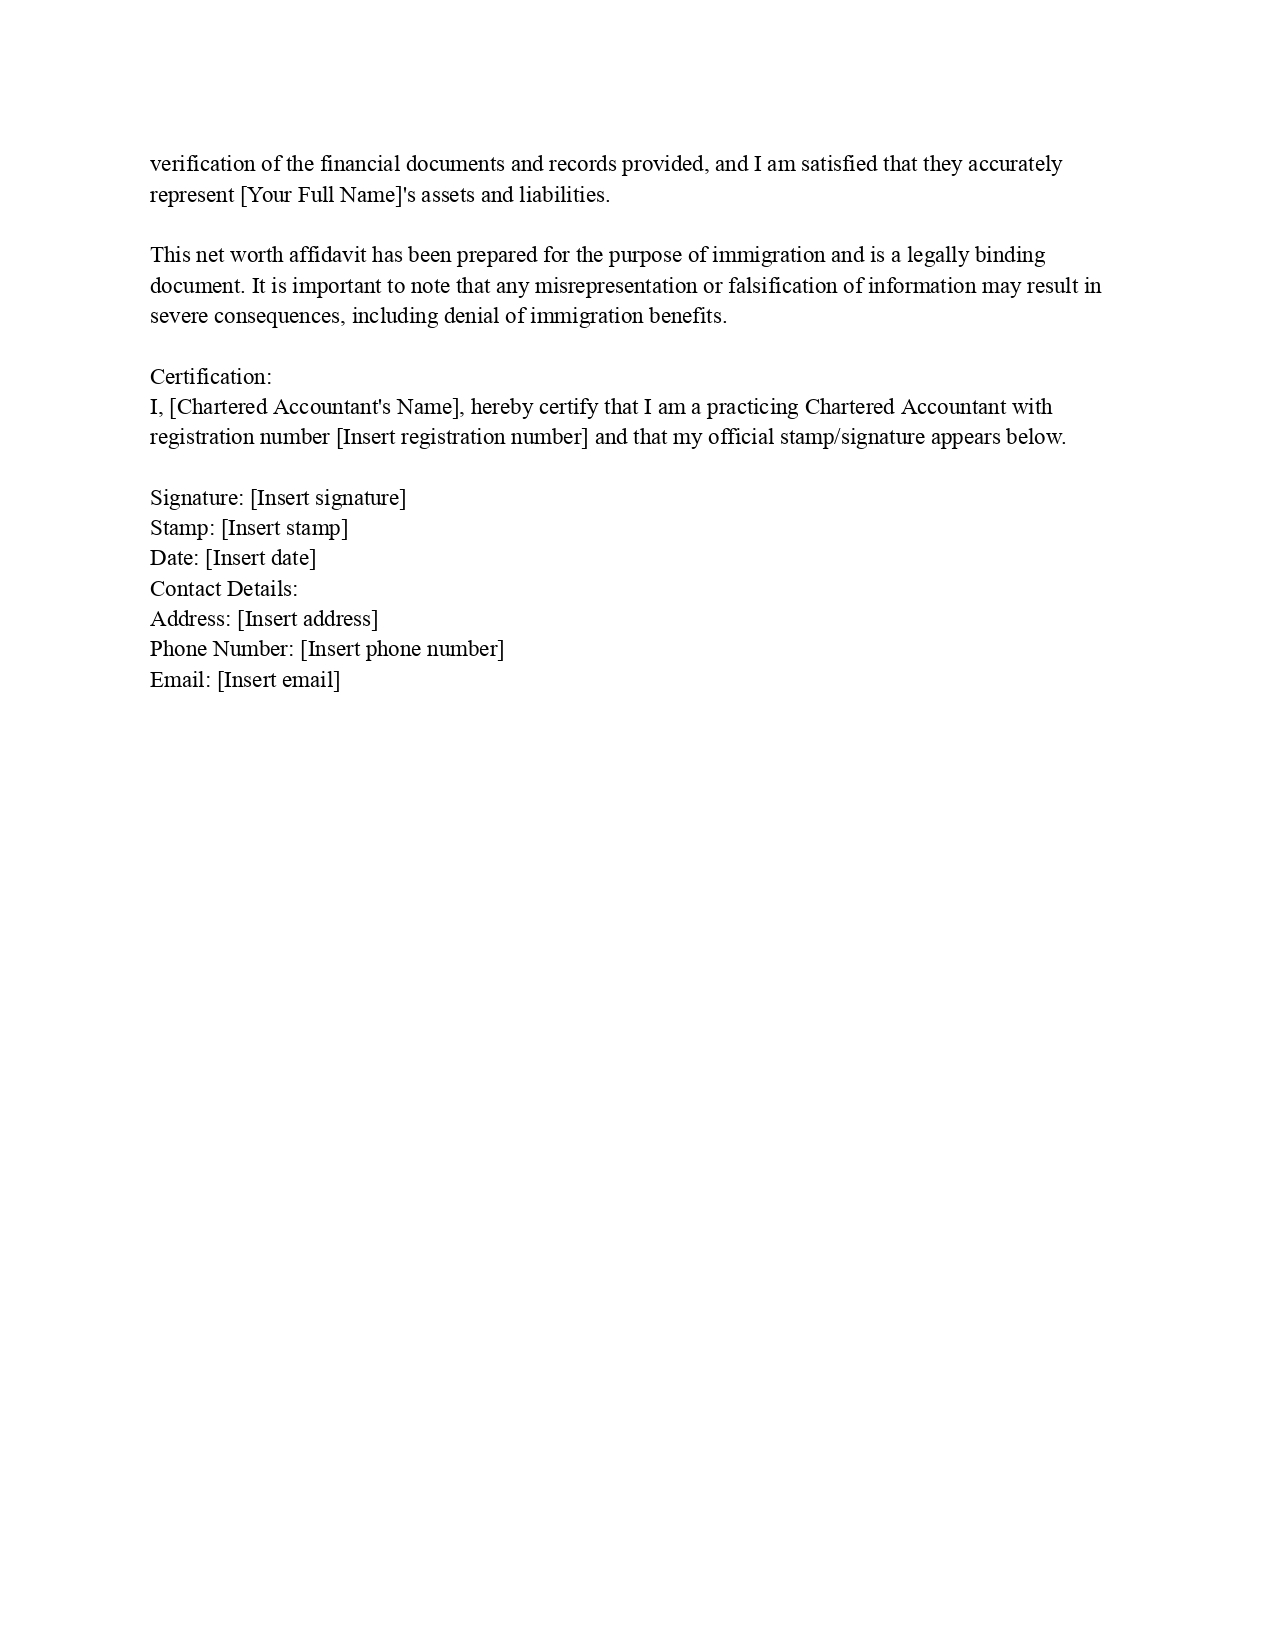 verification of the financial documents and records provided, and I am satisfied that they accurately
represent [Your Full Name]'s assets and liabilities.
This net worth affidavit has been prepared for the purpose of immigration and is a legally binding
document. It is important to note that any misrepresentation or falsification of information may result in
severe consequences, including denial of immigration benefits.
Certification:
I, [Chartered Accountant's Name], hereby certify that I am a practicing Chartered Accountant with
registration number [Insert registration number] and that my official stamp/signature appears below.
Signature: [Insert signature]
Stamp: [Insert stamp]
Date: [Insert date]
Contact Details:
Address: [Insert address]
Phone Number: [Insert phone number]
Email: [Insert email]